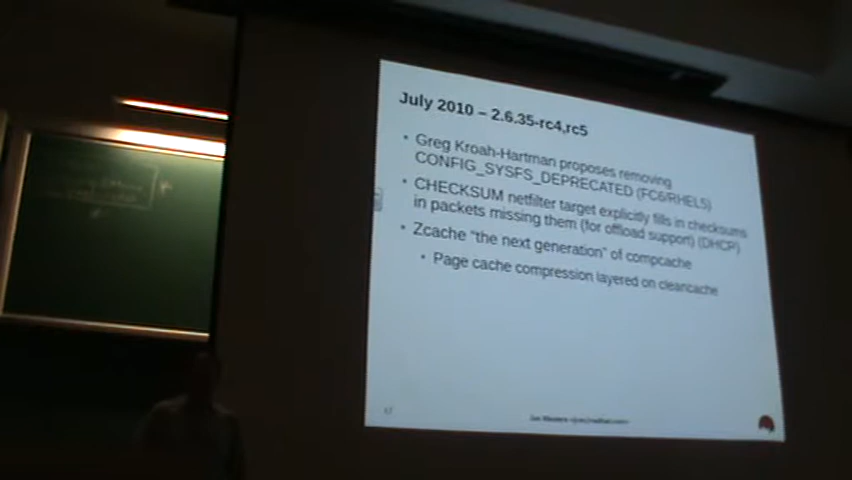 July 2010 – 2.6.35-rc4,rc5
• Greg Kroah-Hartman proposes removing
CONFIG_SYSFS_DEPRECATED (FC6/RHEL5)
• CHECKSUM netfilter target explicitly fills in checksums
in packets missing them (for offload support) (DHCP)
• Zcache “the next generation” of compcache
• Page cache compression layered on cleancache